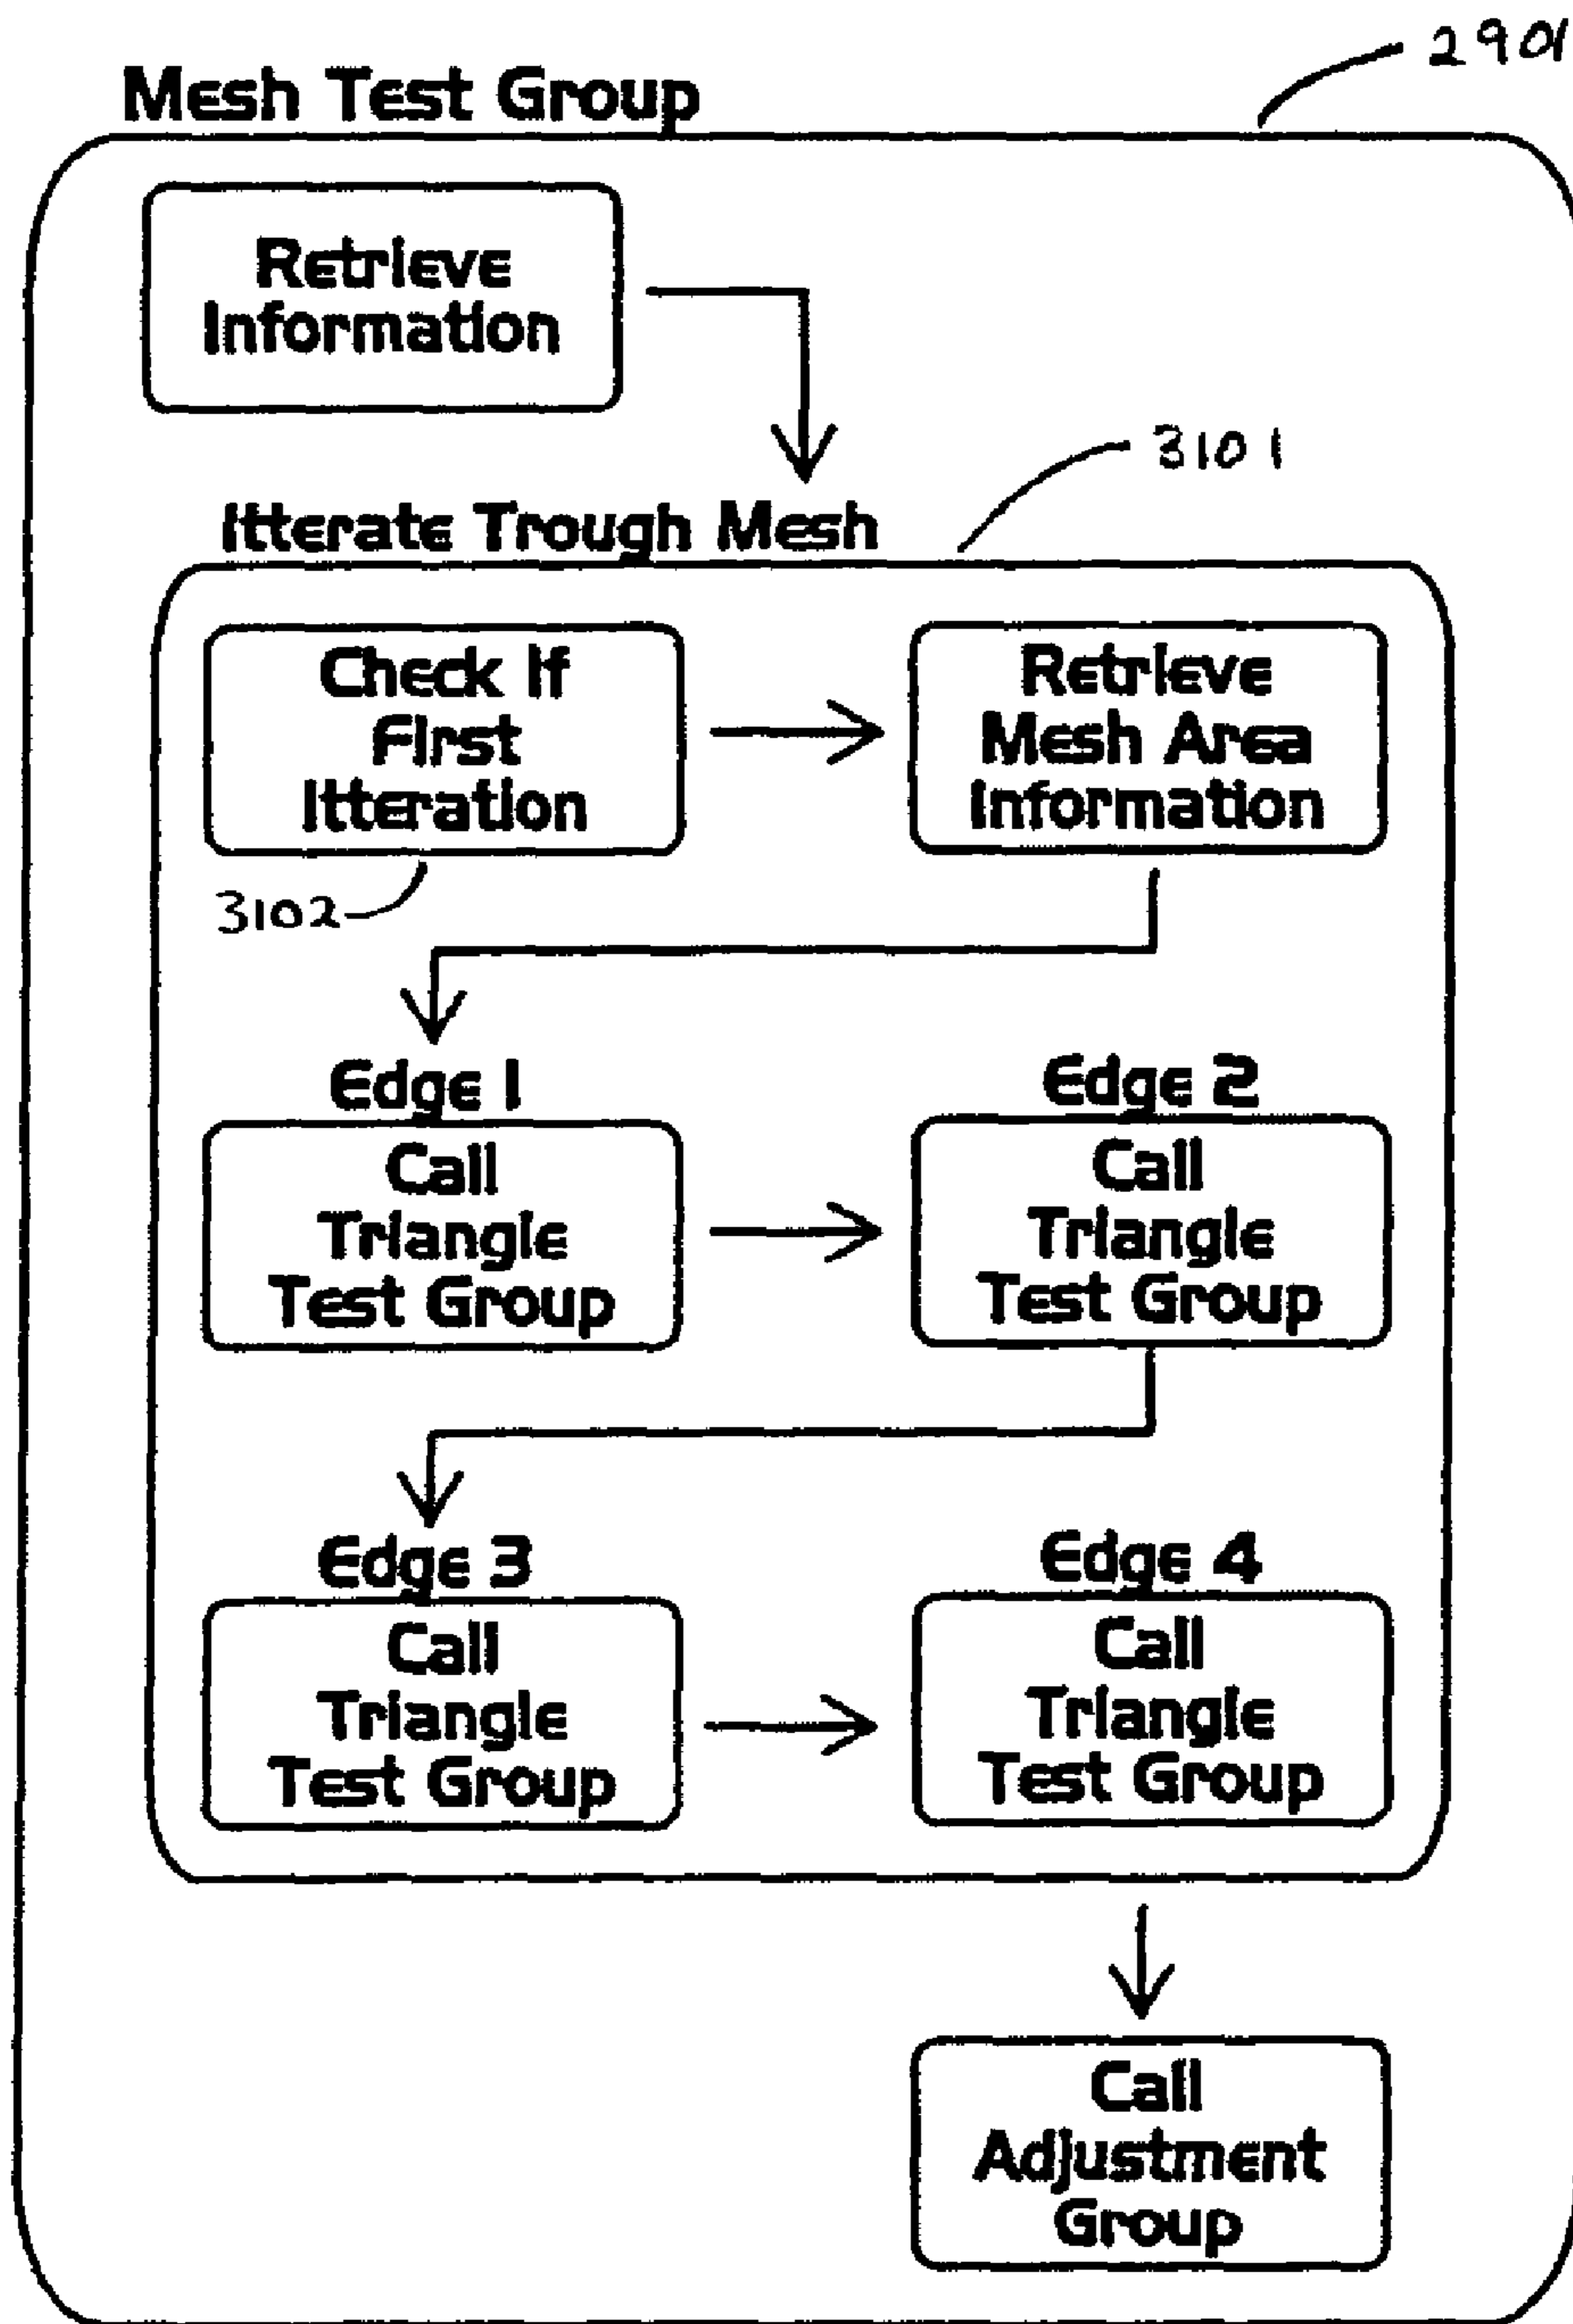 2901
Mesh Test Group
Retrieve
Information
3101
Itterate Trough Mesh
Check If
First
Itteration
Retrieve
Mesh Area
Information
3102
Edge 1
Call
Triangle
Test Group
Edge 2
Call
Triangle
Test Group
Edge 3
Call
Triangle
Test Group
Edge 4
Call
Triangle
Test Group
Call
Adjustment
Group